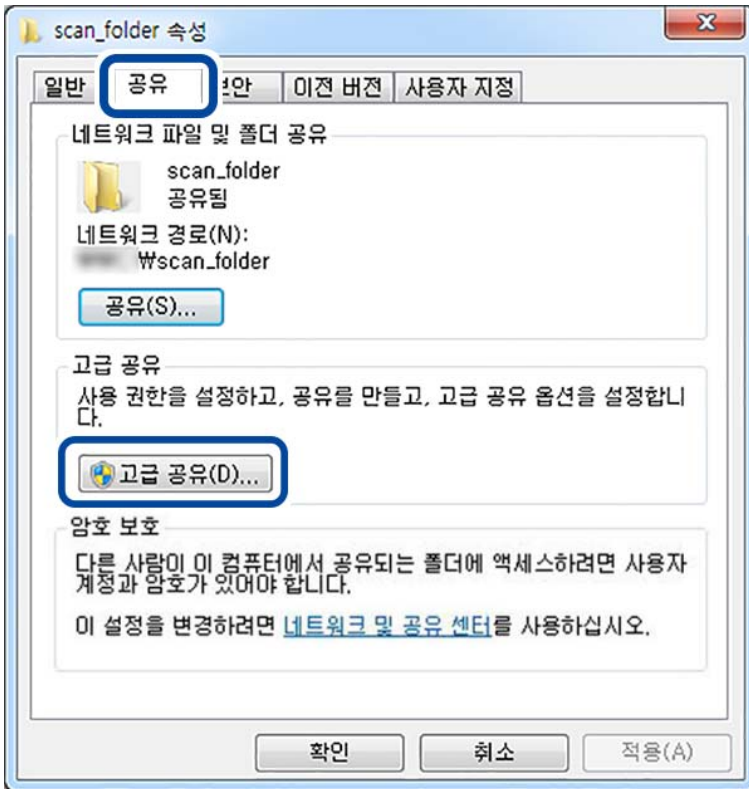 scan_folder 속성
일반
공유
이전 버전
사용자 지정
네트워크 파일 및 폴더 공유
scan_folder
공유됨
네트워크 경로(N):
₩scan_folder
공유(S)...
고급 공유
사용 권한을 설정하고, 공유를 만들고, 고급 공유 옵션을 설정합니
다.
고급 공유(D)...
암호 보호
다른 사람이 이 컴퓨터에서 공유되는 폴더에 액세스하려면 사용자
계정과 암호가 있어야 합니다.
이 설정을 변경하려면 네트워크 및 공유 센터를 사용하십시오.
확인
취소
적용(A)